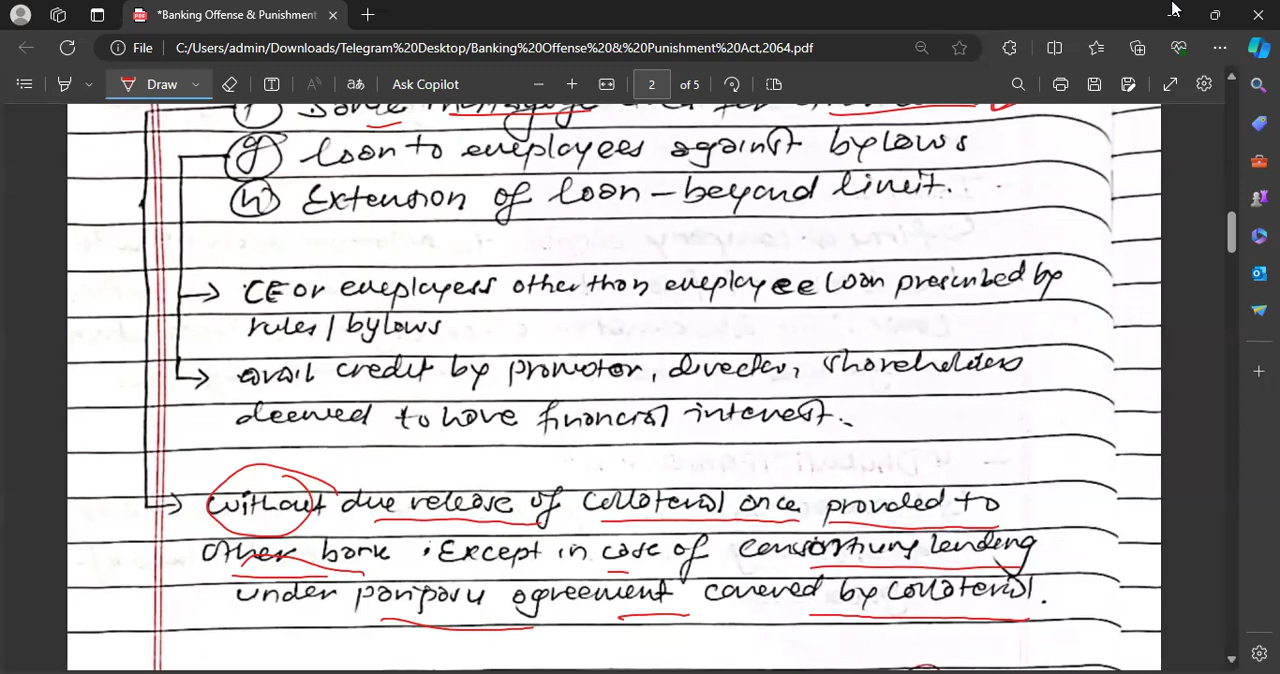 *Banking Offense & Punishment
File C:/Users/admin/Downloads/Telegram%20Desktop/Banking%20Offense%20&%20Punishment%20Act,2064.pdf
Draw Ask Copilot 2 of 5
(g) loan to employees against bylaws
(h) Extension of loan - beyond limit.
→ CE or employess other than employee loan prescribed by
rules / bylaws
→ avail credit by promotor, director, shareholders
deemed to have financial interest.
→ without due release of collateral once provided to
other bank. Except in case of consortium lending
under paripasu agreement covered by collateral.